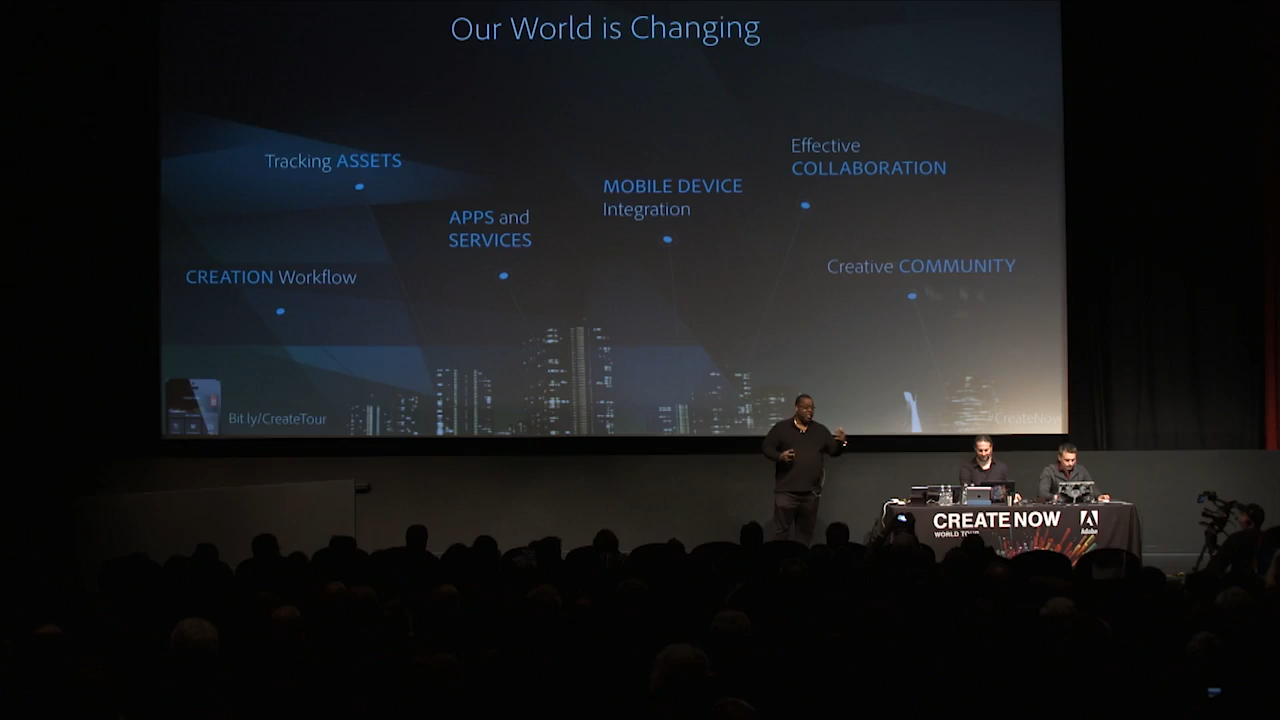 Our World is Changing
Tracking ASSETS
Effective
COLLABORATION
MOBILE DEVICE
Integration
APPS and
SERVICES
CREATION Workflow
Creative COMMUNITY
Bit.ly/CreateTour
#CreateNow
CREATE NOW
WORLD TOUR
Adobe